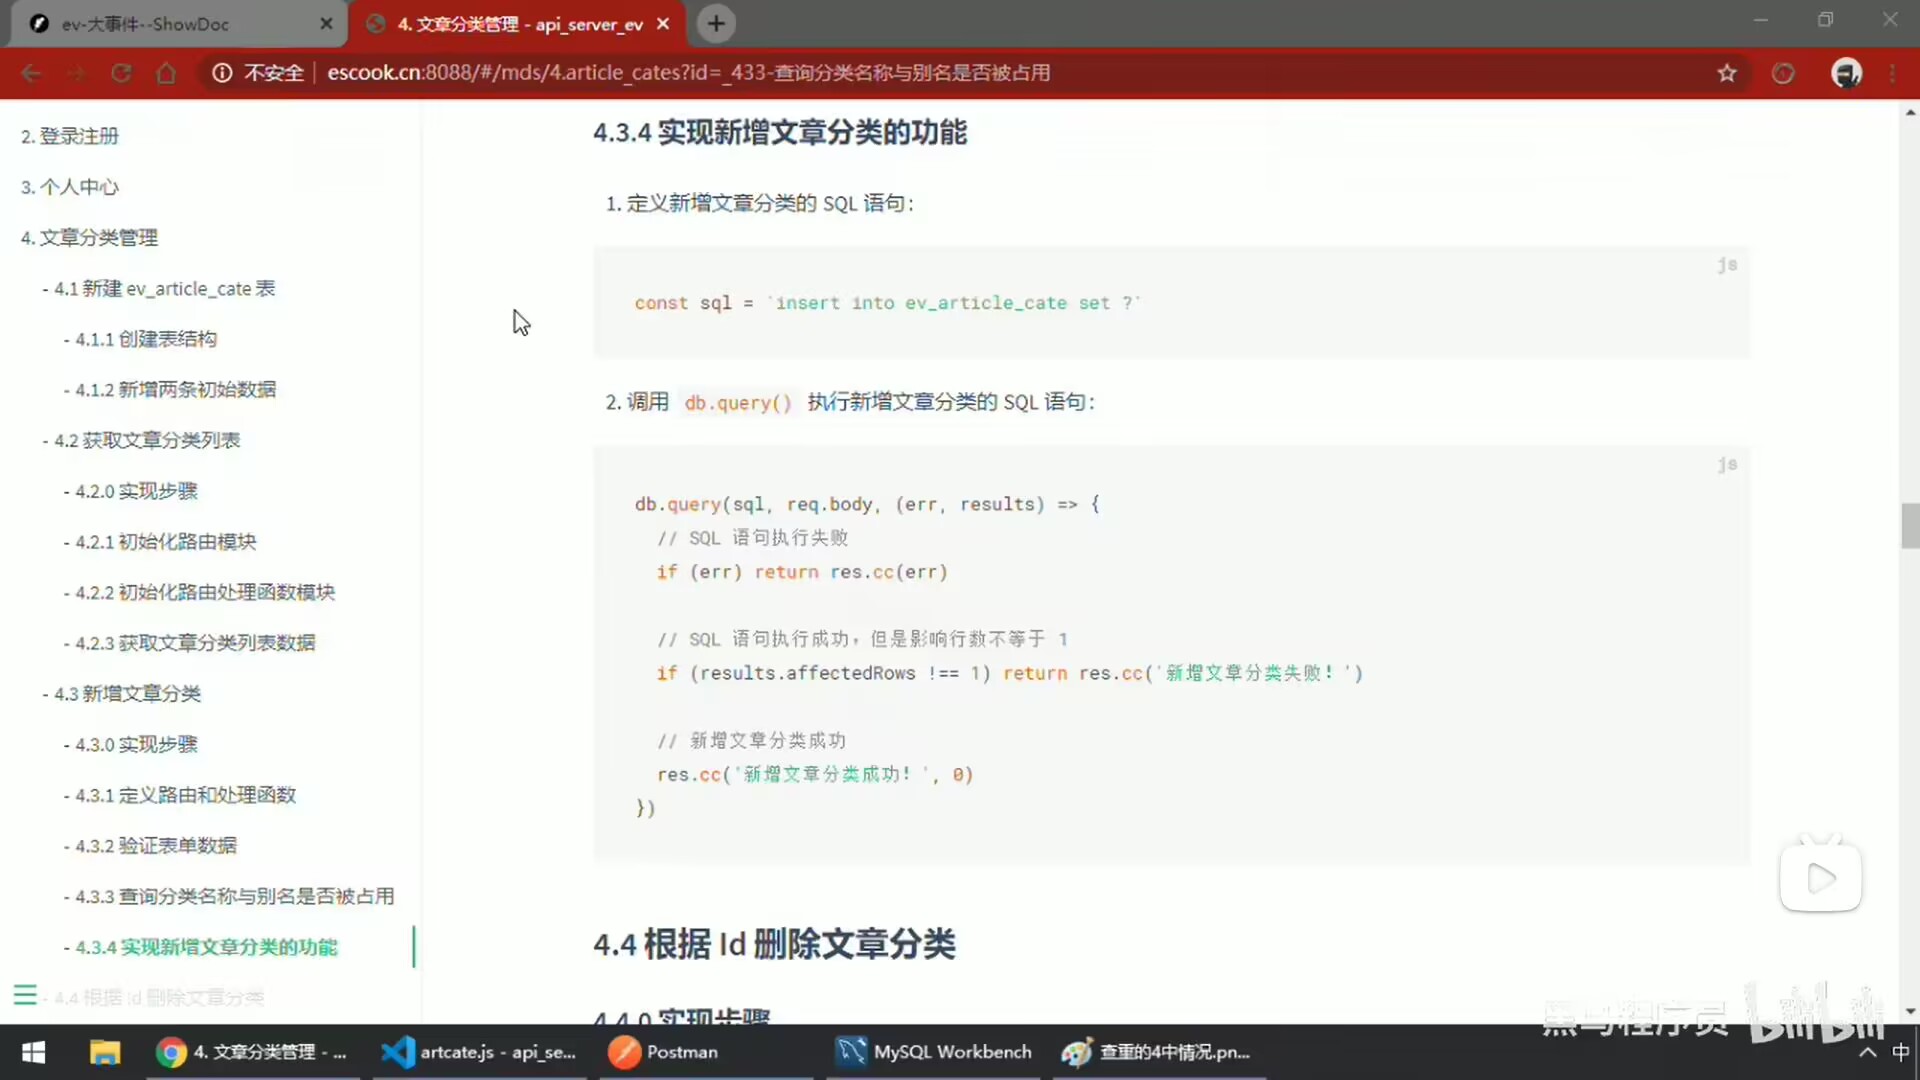 ev-大事件--ShowDoc
4. 文章分类管理 - api_server_ev
不安全
escook.cn:8088/#/mds/4.article_cates?id=_433-查询分类名称与别名是否被占用
2. 登录注册
3. 个人中心
4. 文章分类管理
- 4.1 新建 ev_article_cate 表
- 4.1.1 创建表结构
- 4.1.2 新增两条初始数据
- 4.2 获取文章分类列表
- 4.2.0 实现步骤
- 4.2.1 初始化路由模块
- 4.2.2 初始化路由处理函数模块
- 4.2.3 获取文章分类列表数据
- 4.3 新增文章分类
- 4.3.0 实现步骤
- 4.3.1 定义路由和处理函数
- 4.3.2 验证表单数据
- 4.3.3 查询分类名称与别名是否被占用
- 4.3.4 实现新增文章分类的功能
- 4.4 根据 Id 删除文章分类
4.3.4 实现新增文章分类的功能
1. 定义新增文章分类的 SQL 语句：
js
const sql = `insert into ev_article_cate set ?`
2. 调用 db.query() 执行新增文章分类的 SQL 语句：
js
db.query(sql, req.body, (err, results) => {
// SQL 语句执行失败
if (err) return res.cc(err)
// SQL 语句执行成功，但是影响行数不等于 1
if (results.affectedRows !== 1) return res.cc('新增文章分类失败！')
// 新增文章分类成功
res.cc('新增文章分类成功！', 0)
})
4.4 根据 Id 删除文章分类
4.4.0 实现步骤
黑马程序员 bilibili
4. 文章分类管理 - ...
artcate.js - api_se...
Postman
MySQL Workbench
查重的4中情况.pn...
中